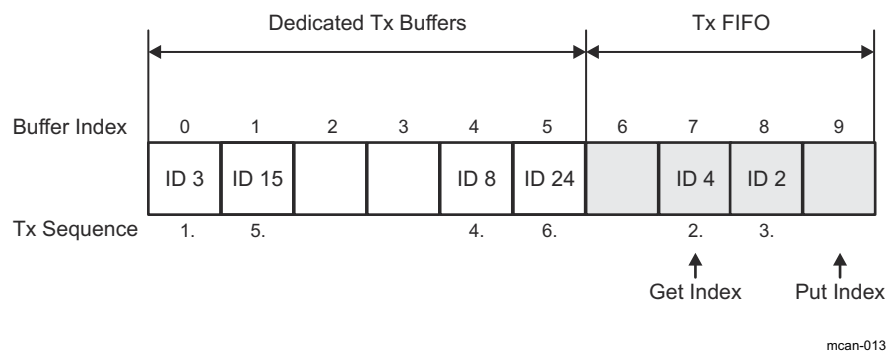 Dedicated Tx Buffers Tx FIFO
Buffer Index 0 1 2 3 4 5 6 7 8 9
ID 3 ID 15 ID 8 ID 24 ID 4 ID 2
Tx Sequence 1. 5. 4. 6. 2. 3.
Get Index Put Index
mcan-013